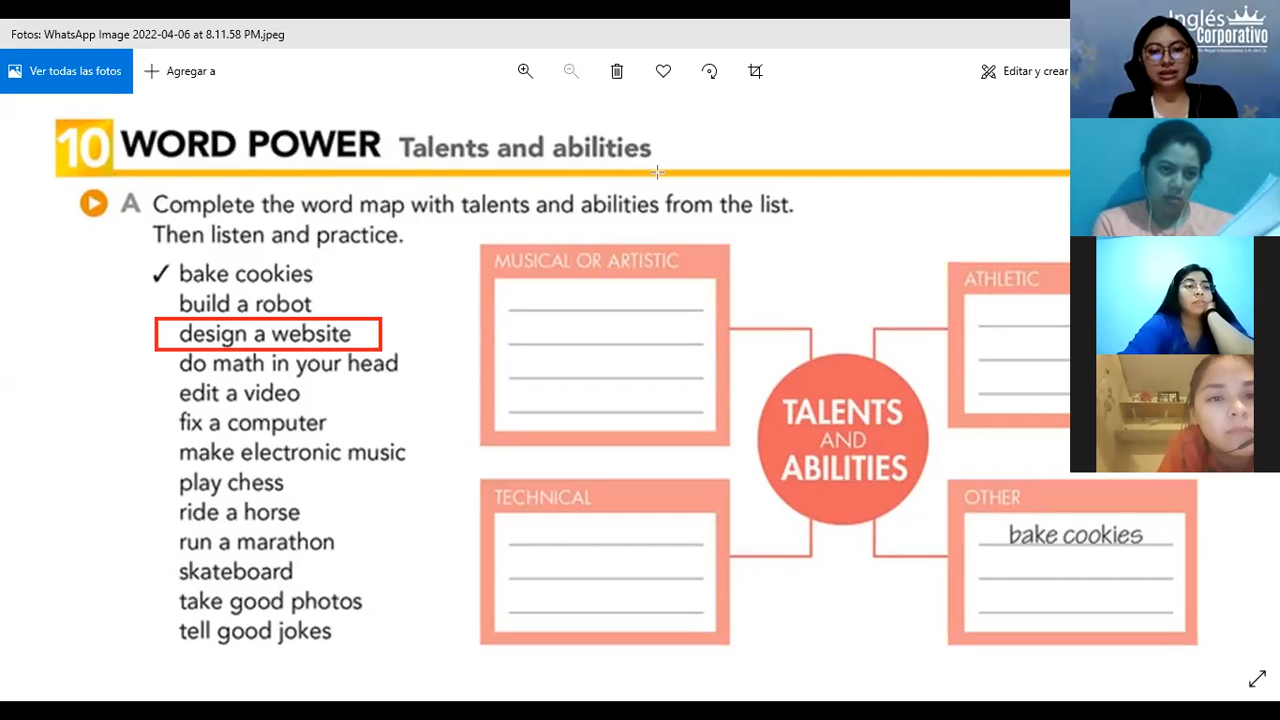 Fotos: WhatsApp Image 2022-04-06 at 8.11.58 PM.jpeg
Ver todas las fotos
Agregar a
Editar y crear
Inglés
Corporativo
10 WORD POWER Talents and abilities
A Complete the word map with talents and abilities from the list.
Then listen and practice.
✓ bake cookies
build a robot
design a website
do math in your head
edit a video
fix a computer
make electronic music
play chess
ride a horse
run a marathon
skateboard
take good photos
tell good jokes
MUSICAL OR ARTISTIC
ATHLETIC
TALENTS
AND
ABILITIES
TECHNICAL
OTHER
bake cookies